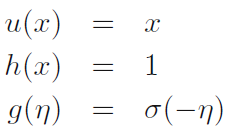 u(x) = x
h(x) = 1
g(η) = σ(−η)